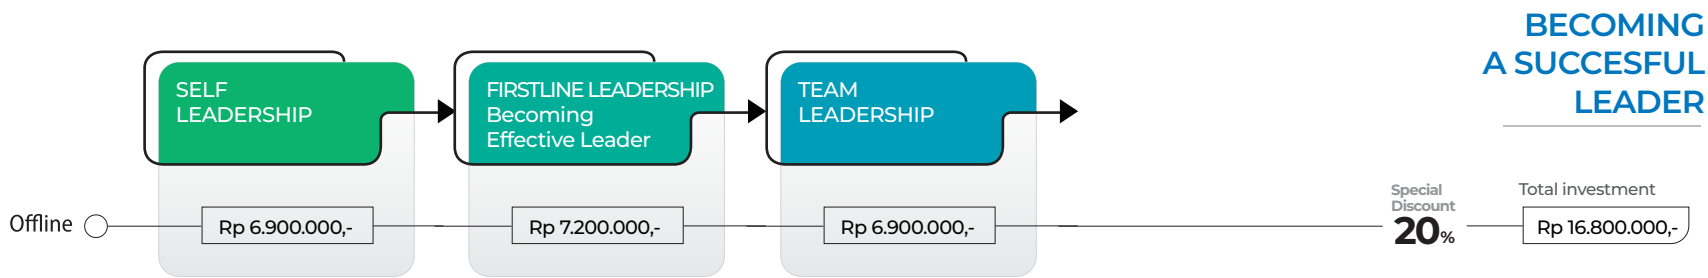 BECOMING
A SUCCESFUL
LEADER
SELF
LEADERSHIP
FIRSTLINE LEADERSHIP
Becoming
Effective Leader
TEAM
LEADERSHIP
Offline
Rp 6.900.000,-
Rp 7.200.000,-
Rp 6.900.000,-
Special
Discount
20%
Total investment
Rp 16.800.000,-